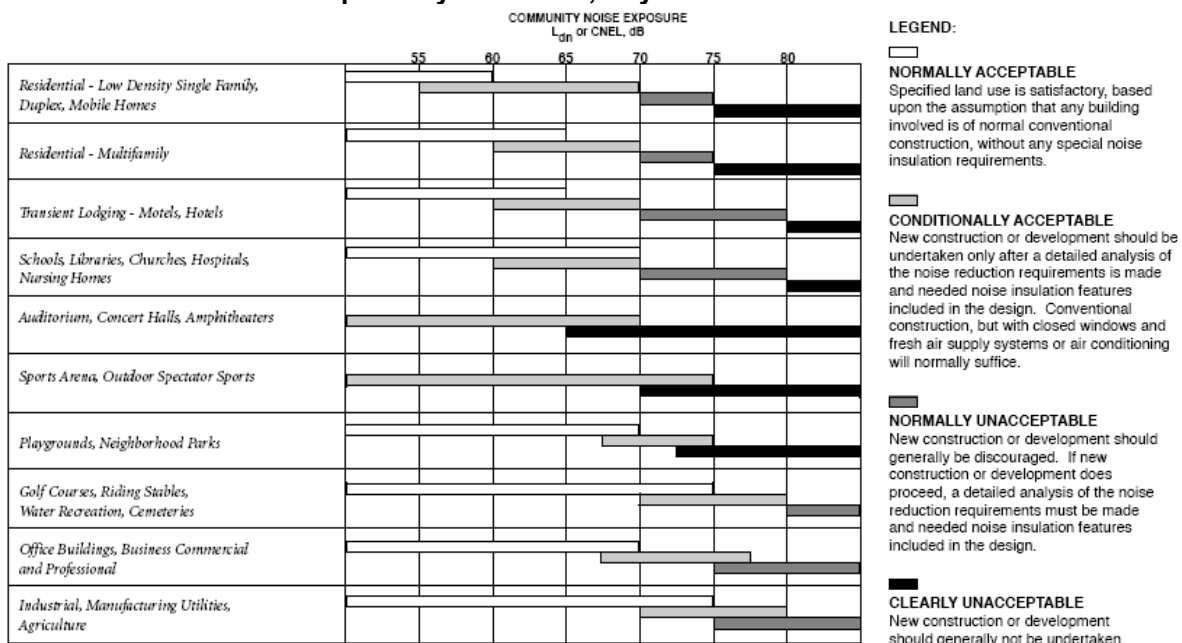 COMMUNITY NOISE EXPOSURE
Ldn or CNEL, dB
55 60 65 70 75 80
Residential - Low Density Single Family,
Duplex, Mobile Homes
Residential - Multifamily
Transient Lodging - Motels, Hotels
Schools, Libraries, Churches, Hospitals,
Nursing Homes
Auditorium, Concert Halls, Amphitheaters
Sports Arena, Outdoor Spectator Sports
Playgrounds, Neighborhood Parks
Golf Courses, Riding Stables,
Water Recreation, Cemeteries
Office Buildings, Business Commercial
and Professional
Industrial, Manufacturing Utilities,
Agriculture
LEGEND:
NORMALLY ACCEPTABLE
Specified land use is satisfactory, based
upon the assumption that any building
involved is of normal conventional
construction, without any special noise
insulation requirements.
CONDITIONALLY ACCEPTABLE
New construction or development should be
undertaken only after a detailed analysis of
the noise reduction requirements is made
and needed noise insulation features
included in the design. Conventional
construction, but with closed windows and
fresh air supply systems or air conditioning
will normally suffice.
NORMALLY UNACCEPTABLE
New construction or development should
generally be discouraged. If new
construction or development does
proceed, a detailed analysis of the noise
reduction requirements must be made
and needed noise insulation features
included in the design.
CLEARLY UNACCEPTABLE
New construction or development
should generally not be undertaken